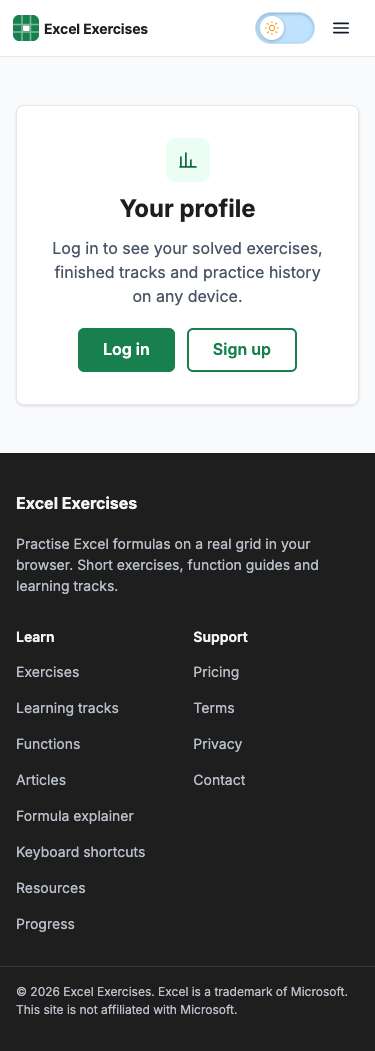 Excel Exercises
Your profile
Log in to see your solved exercises,
finished tracks and practice history
on any device.
Log in
Sign up
Excel Exercises
Practise Excel formulas on a real grid in your
browser. Short exercises, function guides and
learning tracks.
Learn
Exercises
Learning tracks
Functions
Articles
Formula explainer
Keyboard shortcuts
Resources
Progress
Support
Pricing
Terms
Privacy
Contact
© 2026 Excel Exercises. Excel is a trademark of Microsoft.
This site is not affiliated with Microsoft.